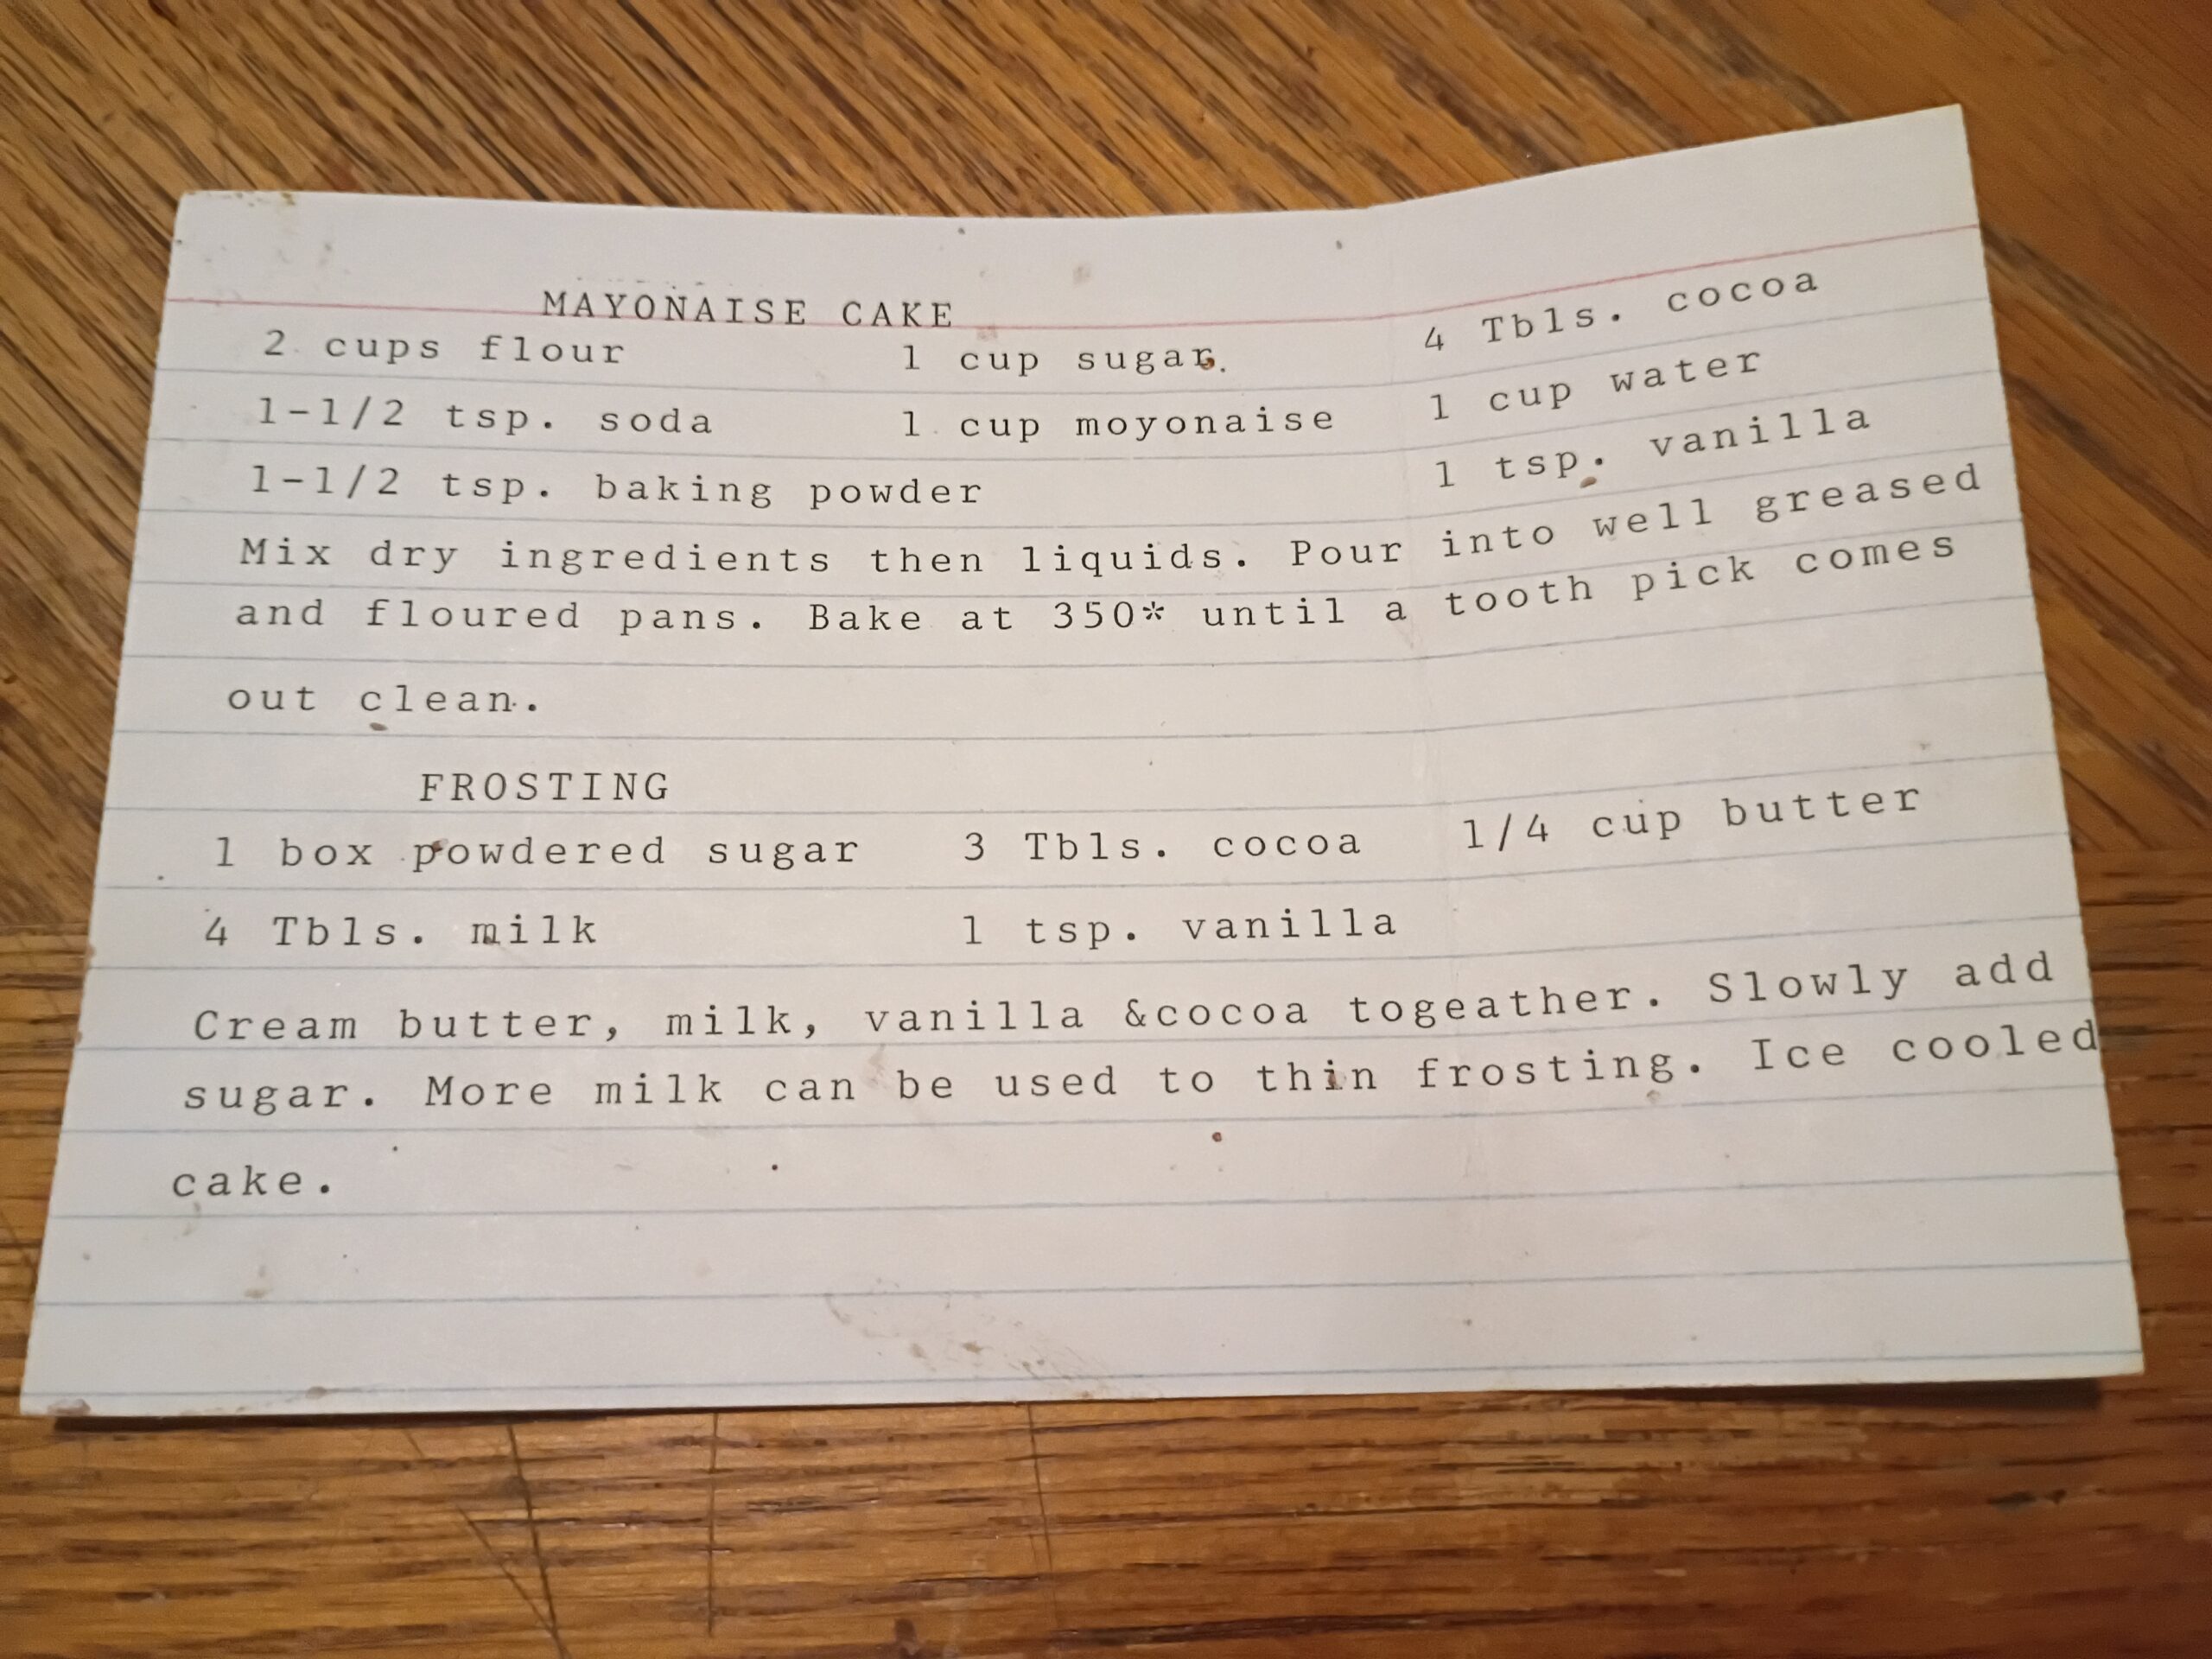 MAYONAISE CAKE
2 cups flour 1 cup sugar. 4 Tbls. cocoa
1-1/2 tsp. soda 1 cup moyonaise 1 cup water
1-1/2 tsp. baking powder 1 tsp. vanilla
Mix dry ingredients then liquids. Pour into well greased
and floured pans. Bake at 350* until a tooth pick comes
out clean.
FROSTING
1 box powdered sugar 3 Tbls. cocoa 1/4 cup butter
4 Tbls. milk 1 tsp. vanilla
Cream butter, milk, vanilla &cocoa togeather. Slowly add
sugar. More milk can be used to thin frosting. Ice cooled
cake.